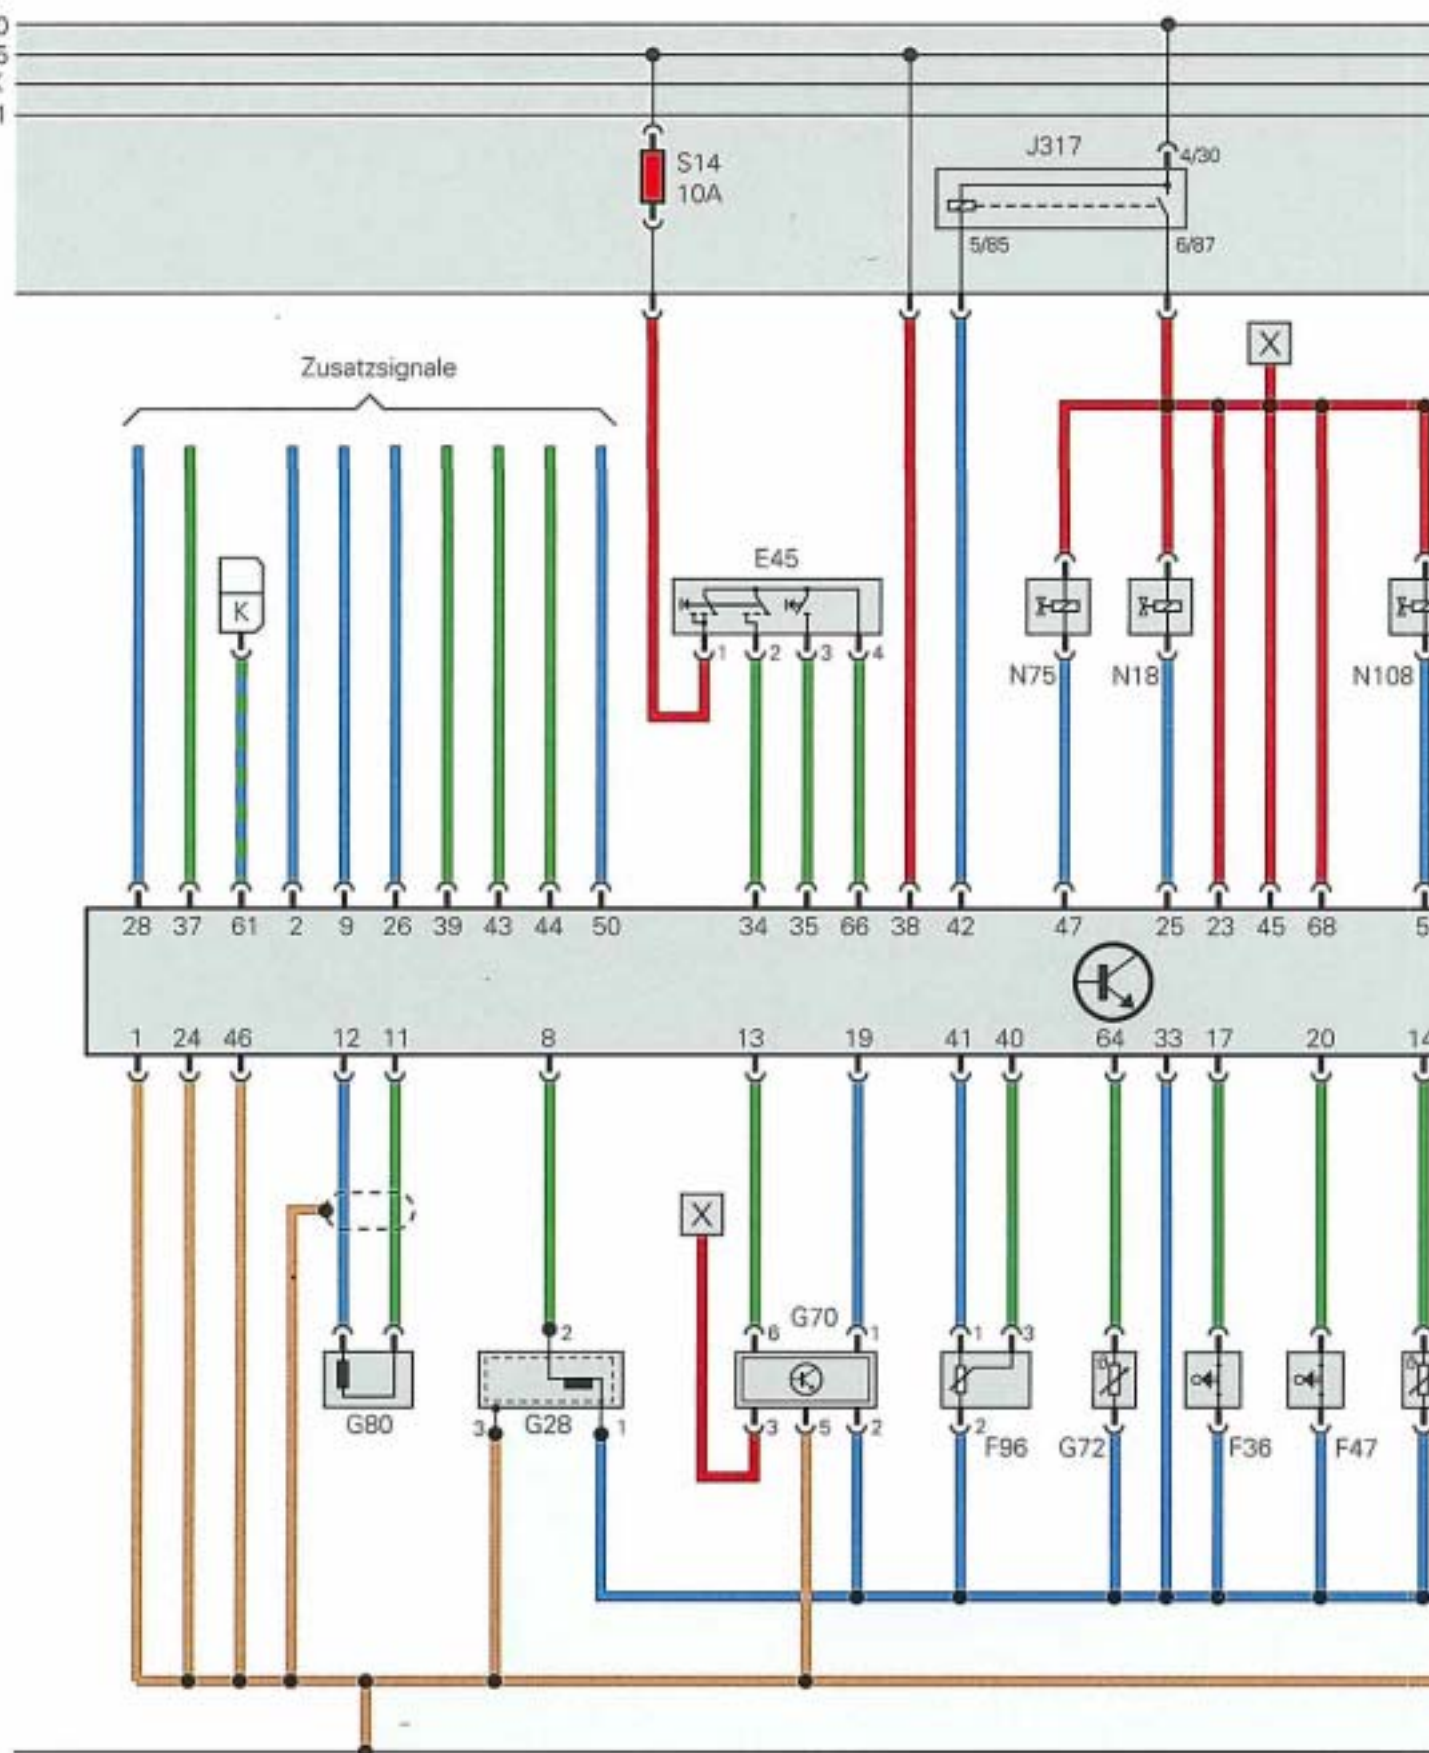 S14
10A
J317
4/30
5/85
6/87
X
Zusatzsignale
K
E45
1 2 3 4
N75 N18 N108
28 37 61 2 9 26 39 43 44 50 34 35 66 38 42 47 25 23 45 68 5
1 24 46 12 11 8 13 19 41 40 64 33 17 20 14
X
2 6 G70 1 1 3
G80 3 G28 1 3 5 2 2
F96 G72 F36 F47